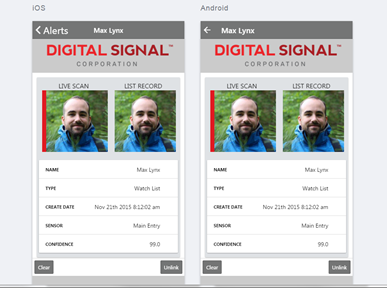 iOS
Alerts Max Lynx
DIGITAL SIGNAL™
CORPORATION
LIVE SCAN LIST RECORD
NAME Max Lynx
TYPE Watch List
CREATE DATE Nov 21th 2015 8:12:02 am
SENSOR Main Entry
CONFIDENCE 99.0
Clear Unlink
Android
Max Lynx
DIGITAL SIGNAL™
CORPORATION
LIVE SCAN LIST RECORD
NAME Max Lynx
TYPE Watch List
CREATE DATE Nov 21th 2015 8:12:02 am
SENSOR Main Entry
CONFIDENCE 99.0
Clear Unlink